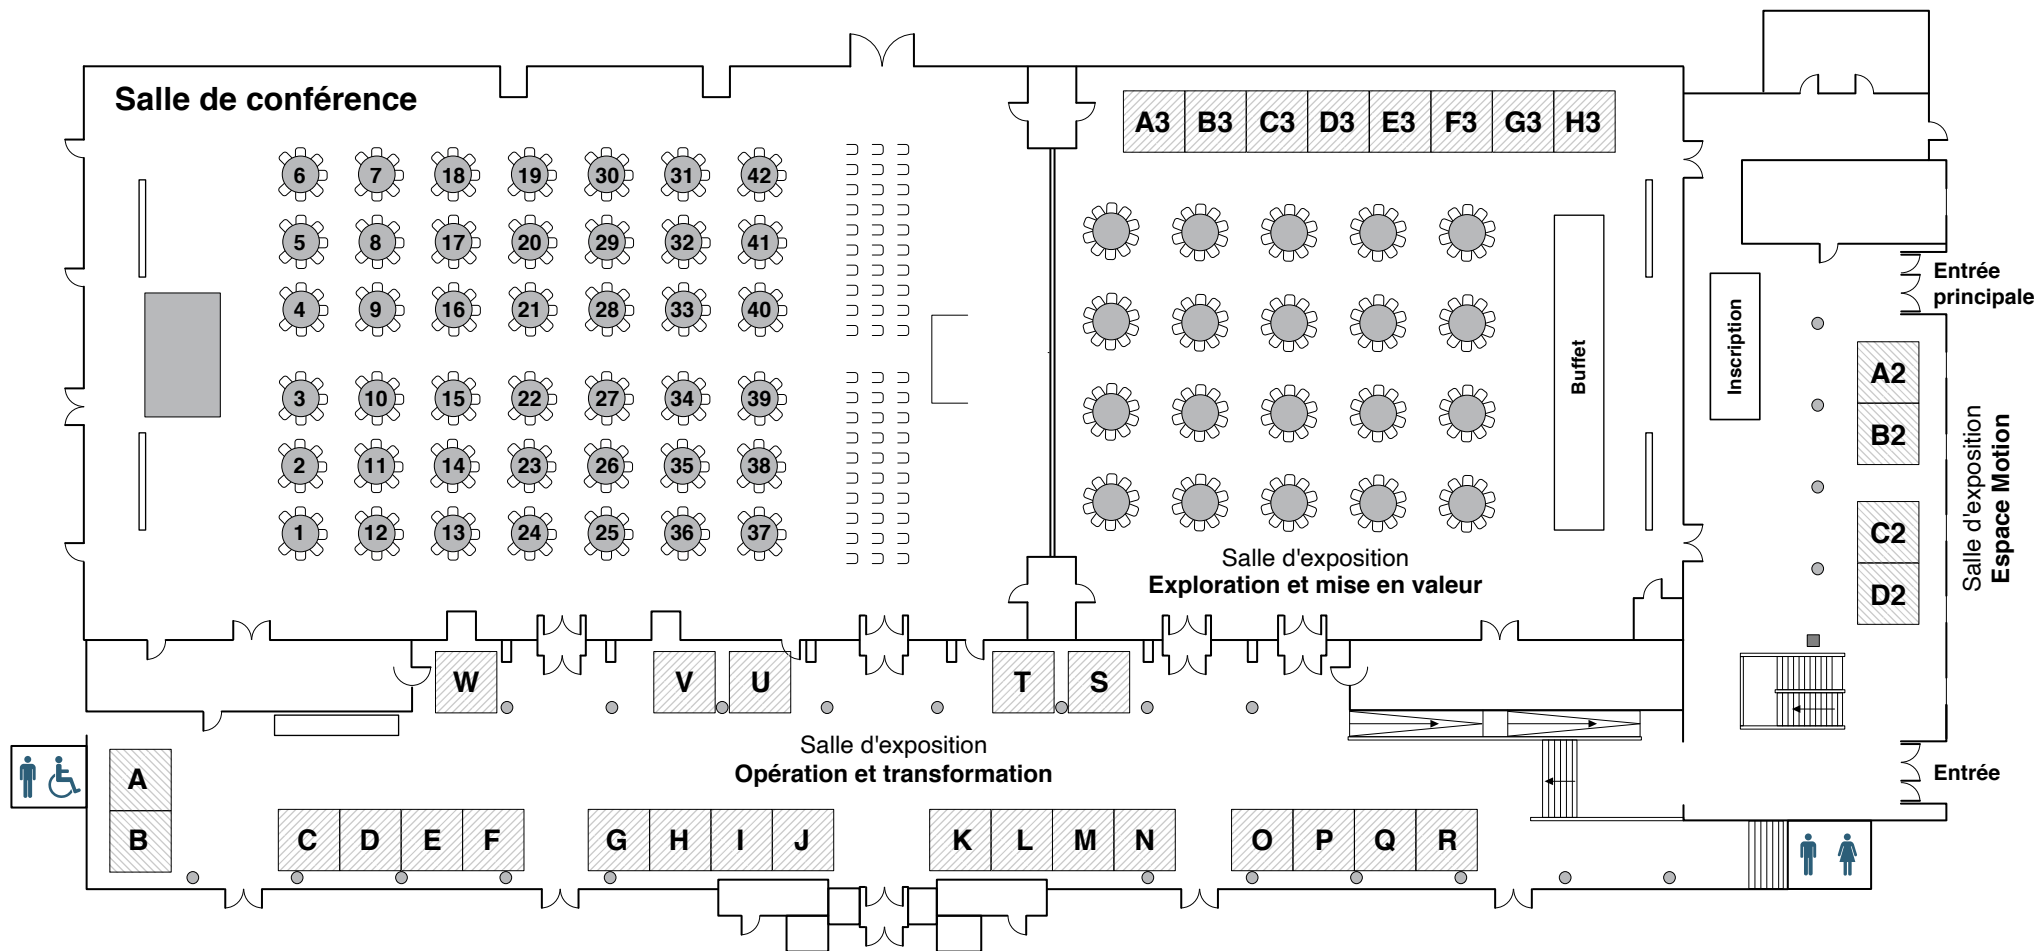 Salle de conférence
A3 B3 C3 D3 E3 F3 G3 H3
6 7 18 19 30 31 42
5 8 17 20 29 32 41
4 9 16 21 28 33 40
3 10 15 22 27 34 39
2 11 14 23 26 35 38
1 12 13 24 25 36 37
Buffet
Salle d'exposition
Exploration et mise en valeur
Inscription
Entrée
principale
A2
B2
C2
D2
Salle d'exposition
Espace Motion
W V U T S
Salle d'exposition
Opération et transformation
Entrée
A
B
C D E F G H I J K L M N O P Q R